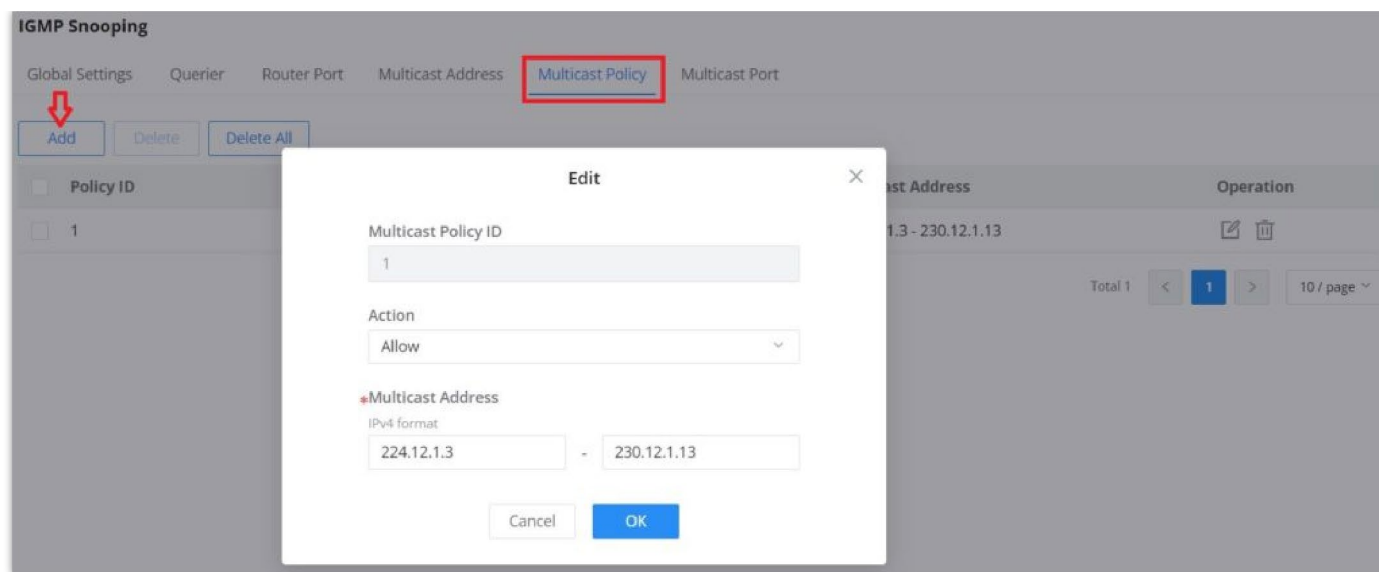 IGMP Snooping
Global Settings Querier Router Port Multicast Address Multicast Policy Multicast Port
Add Delete Delete All
Policy ID ast Address Operation
1 1.3 - 230.12.1.13
Total 1 < 1 > 10 / page
Edit
Multicast Policy ID
1
Action
Allow
*Multicast Address
IPv4 format
224.12.1.3 - 230.12.1.13
Cancel OK